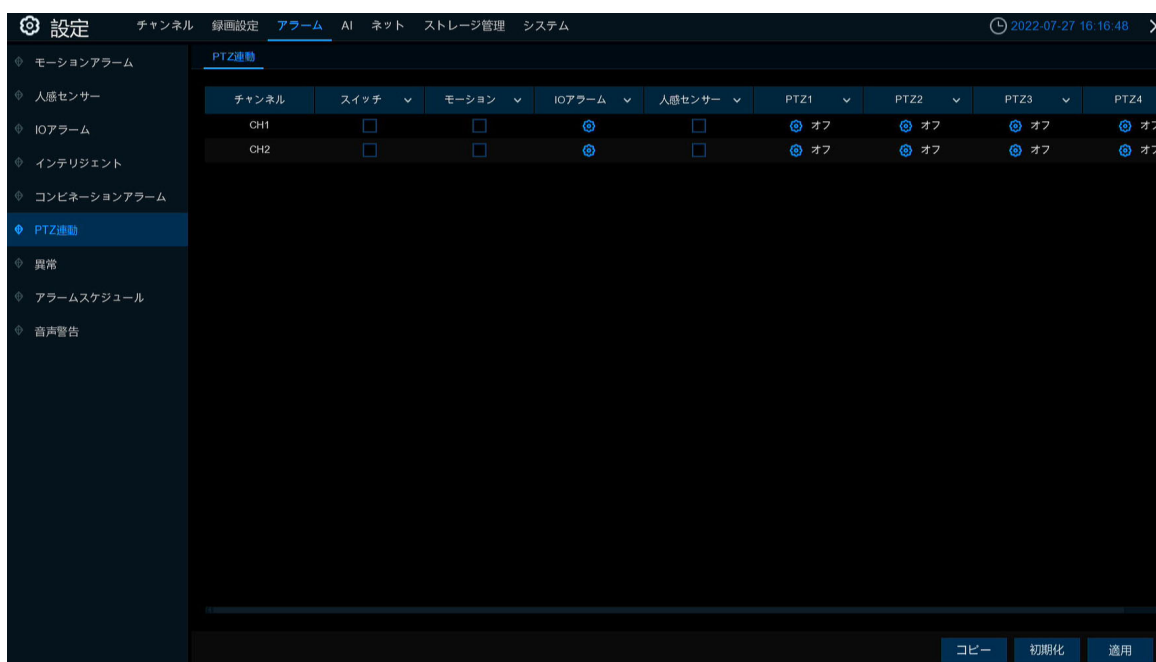 設定 チャンネル 録画設定 アラーム AI ネット ストレージ管理 システム 2022-07-27 16:16:48
モーションアラーム
人感センサー
IOアラーム
インテリジェント
コンビネーションアラーム
PTZ連動
異常
アラームスケジュール
音声警告
PTZ連動
チャンネル スイッチ モーション IOアラーム 人感センサー PTZ1 PTZ2 PTZ3 PTZ4
CH1 オフ オフ オフ オフ
CH2 オフ オフ オフ オフ
コピー 初期化 適用